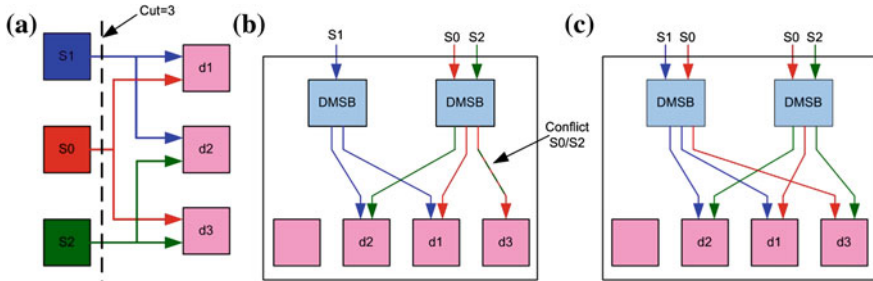 (a)
Cut=3
S1
S0
S2
d1
d2
d3
(b)
S1
S0
S2
DMSB
DMSB
Conflict
S0/S2
d2
d1
d3
(c)
S1
S0
S0
S2
DMSB
DMSB
d2
d1
d3